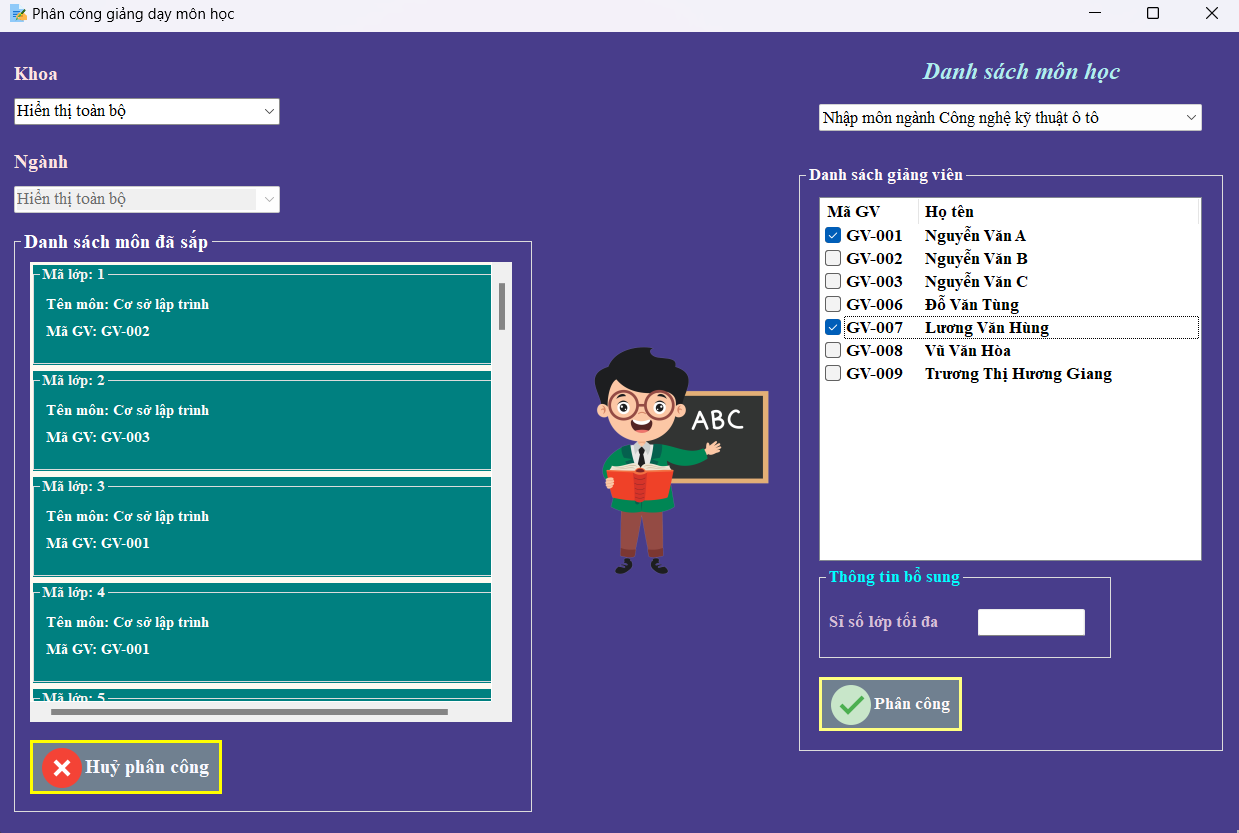 Phân công giảng dạy môn học
Khoa
Hiển thị toàn bộ
Ngành
Hiển thị toàn bộ
Danh sách môn đã sắp
Mã lớp: 1
Tên môn: Cơ sở lập trình
Mã GV: GV-002
Mã lớp: 2
Tên môn: Cơ sở lập trình
Mã GV: GV-003
Mã lớp: 3
Tên môn: Cơ sở lập trình
Mã GV: GV-001
Mã lớp: 4
Tên môn: Cơ sở lập trình
Mã GV: GV-001
Mã lớp: 5
Huỷ phân công
ABC
Danh sách môn học
Nhập môn ngành Công nghệ kỹ thuật ô tô
Danh sách giảng viên
Mã GV Họ tên
GV-001 Nguyễn Văn A
GV-002 Nguyễn Văn B
GV-003 Nguyễn Văn C
GV-006 Đỗ Văn Tùng
GV-007 Lương Văn Hùng
GV-008 Vũ Văn Hòa
GV-009 Trương Thị Hương Giang
Thông tin bổ sung
Sĩ số lớp tối đa
Phân công